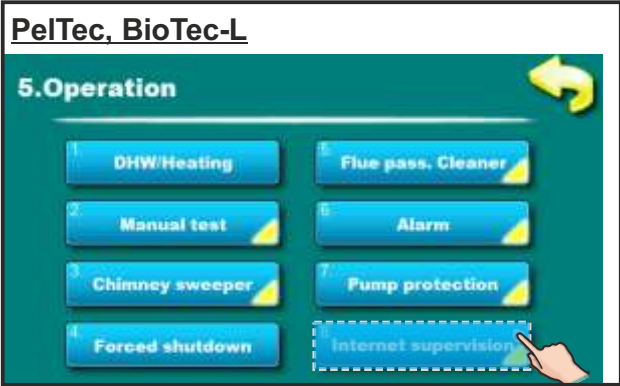 PelTec, BioTec-L
5.Operation
1. DHW/Heating
2. Manual test
3. Chimney sweeper
4. Forced shutdown
5. Flue pass. Cleaner
6. Alarm
7. Pump protection
8. Internet supervision